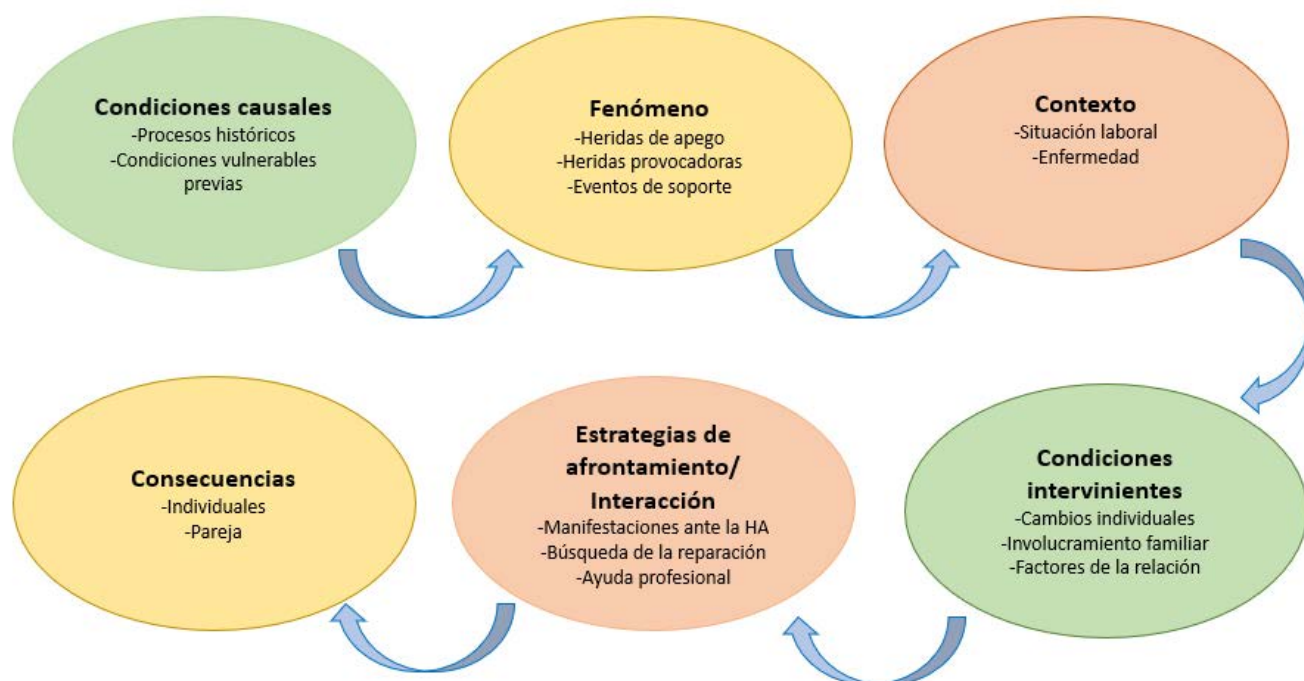 Condiciones causales
-Procesos históricos
-Condiciones vulnerables
previas
Fenómeno
-Heridas de apego
-Heridas provocadoras
-Eventos de soporte
Contexto
-Situación laboral
-Enfermedad
Condiciones
intervinientes
-Cambios individuales
-Involucramiento familiar
-Factores de la relación
Estrategias de
afrontamiento/
Interacción
-Manifestaciones ante la HA
-Búsqueda de la reparación
-Ayuda profesional
Consecuencias
-Individuales
-Pareja